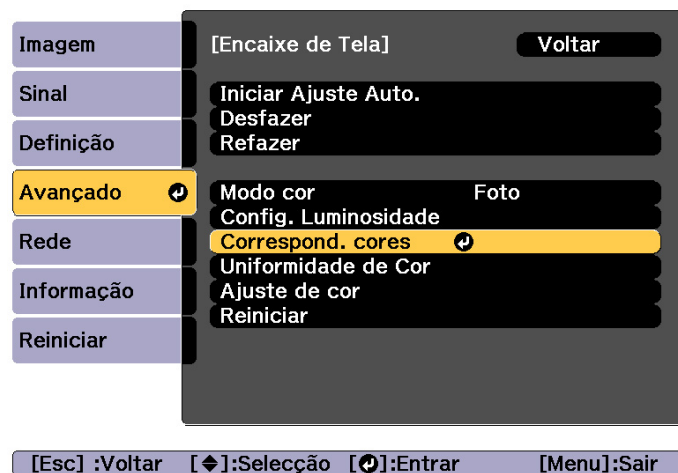 Imagem
Sinal
Definição
Avançado
Rede
Informação
Reiniciar
[Encaixe de Tela] Voltar
Iniciar Ajuste Auto.
Desfazer
Refazer
Modo cor Foto
Config. Luminosidade
Correspond. cores
Uniformidade de Cor
Ajuste de cor
Reiniciar
[Esc] :Voltar [◆]:Selecção [↵]:Entrar [Menu]:Sair